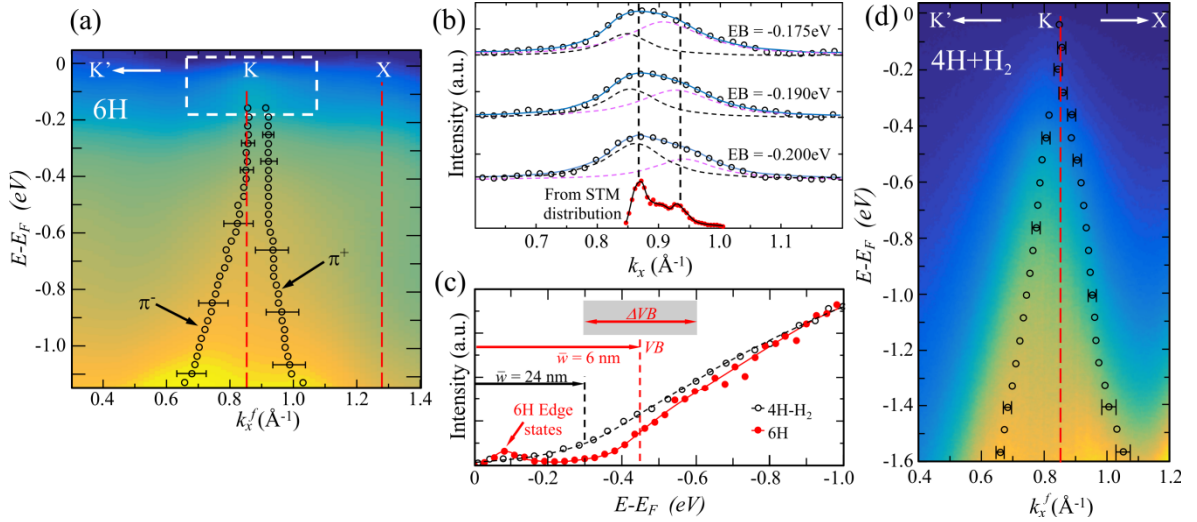 (a)
K'
K
X
6H
π⁻
π⁺
0
-0.2
-0.4
-0.6
-0.8
-1.0
E-E_F (eV)
0.4
0.6
0.8
1.0
1.2
1.4
k_x^f (Å⁻¹)
(b)
Intensity (a.u.)
EB = -0.175eV
EB = -0.190eV
EB = -0.200eV
From STM
distribution
0.7
0.8
0.9
1.0
1.1
k_x (Å⁻¹)
(c)
Intensity (a.u.)
ΔVB
VB
w̄ = 6 nm
w̄ = 24 nm
6H Edge
states
4H-H₂
6H
0
-0.2
-0.4
-0.6
-0.8
-1.0
E-E_F (eV)
(d)
K'
K
X
4H+H₂
0
-0.2
-0.4
-0.6
-0.8
-1.0
-1.2
-1.4
-1.6
E-E_F (eV)
0.4
0.6
0.8
1.0
1.2
k_x^f (Å⁻¹)